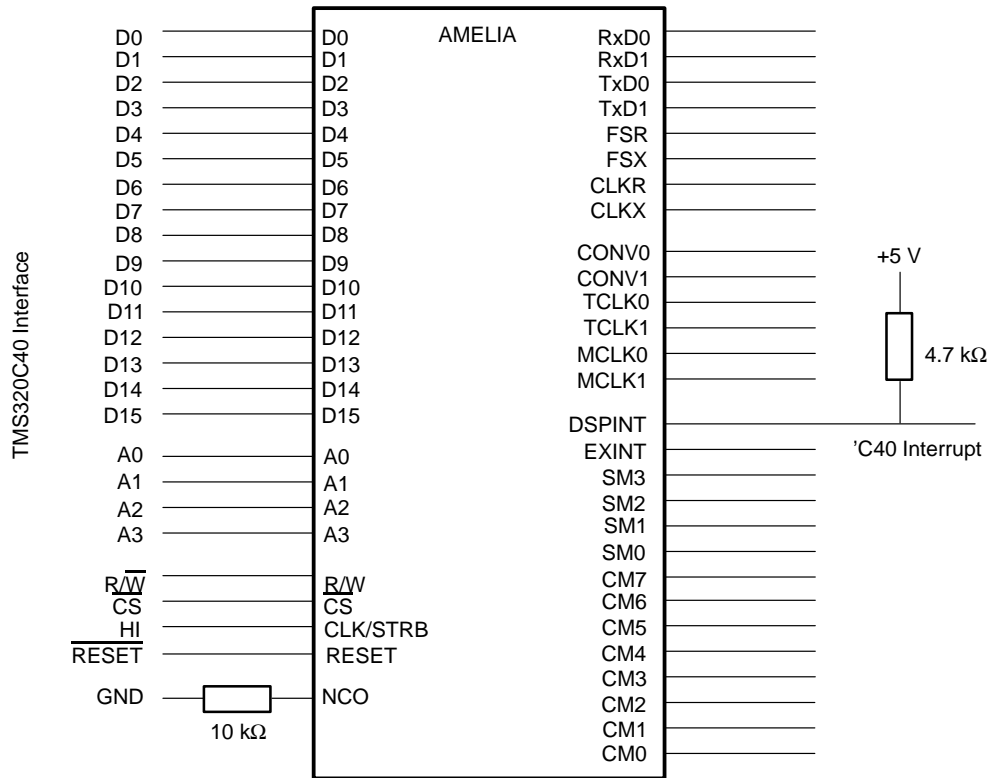 AMELIA
TMS320C40 Interface
D0 D0
D1 D1
D2 D2
D3 D3
D4 D4
D5 D5
D6 D6
D7 D7
D8 D8
D9 D9
D10 D10
D11 D11
D12 D12
D13 D13
D14 D14
D15 D15
A0 A0
A1 A1
A2 A2
A3 A3
R/W̅ R/W
C̅S̅ C̅S̅
HI CLK/STRB
R̅E̅S̅E̅T̅ RESET
GND NCO
10 kΩ
RxD0
RxD1
TxD0
TxD1
FSR
FSX
CLKR
CLKX
CONV0
CONV1
TCLK0
TCLK1
MCLK0
MCLK1
DSPINT
EXINT
SM3
SM2
SM1
SM0
CM7
CM6
CM5
CM4
CM3
CM2
CM1
CM0
+5 V
4.7 kΩ
’C40 Interrupt